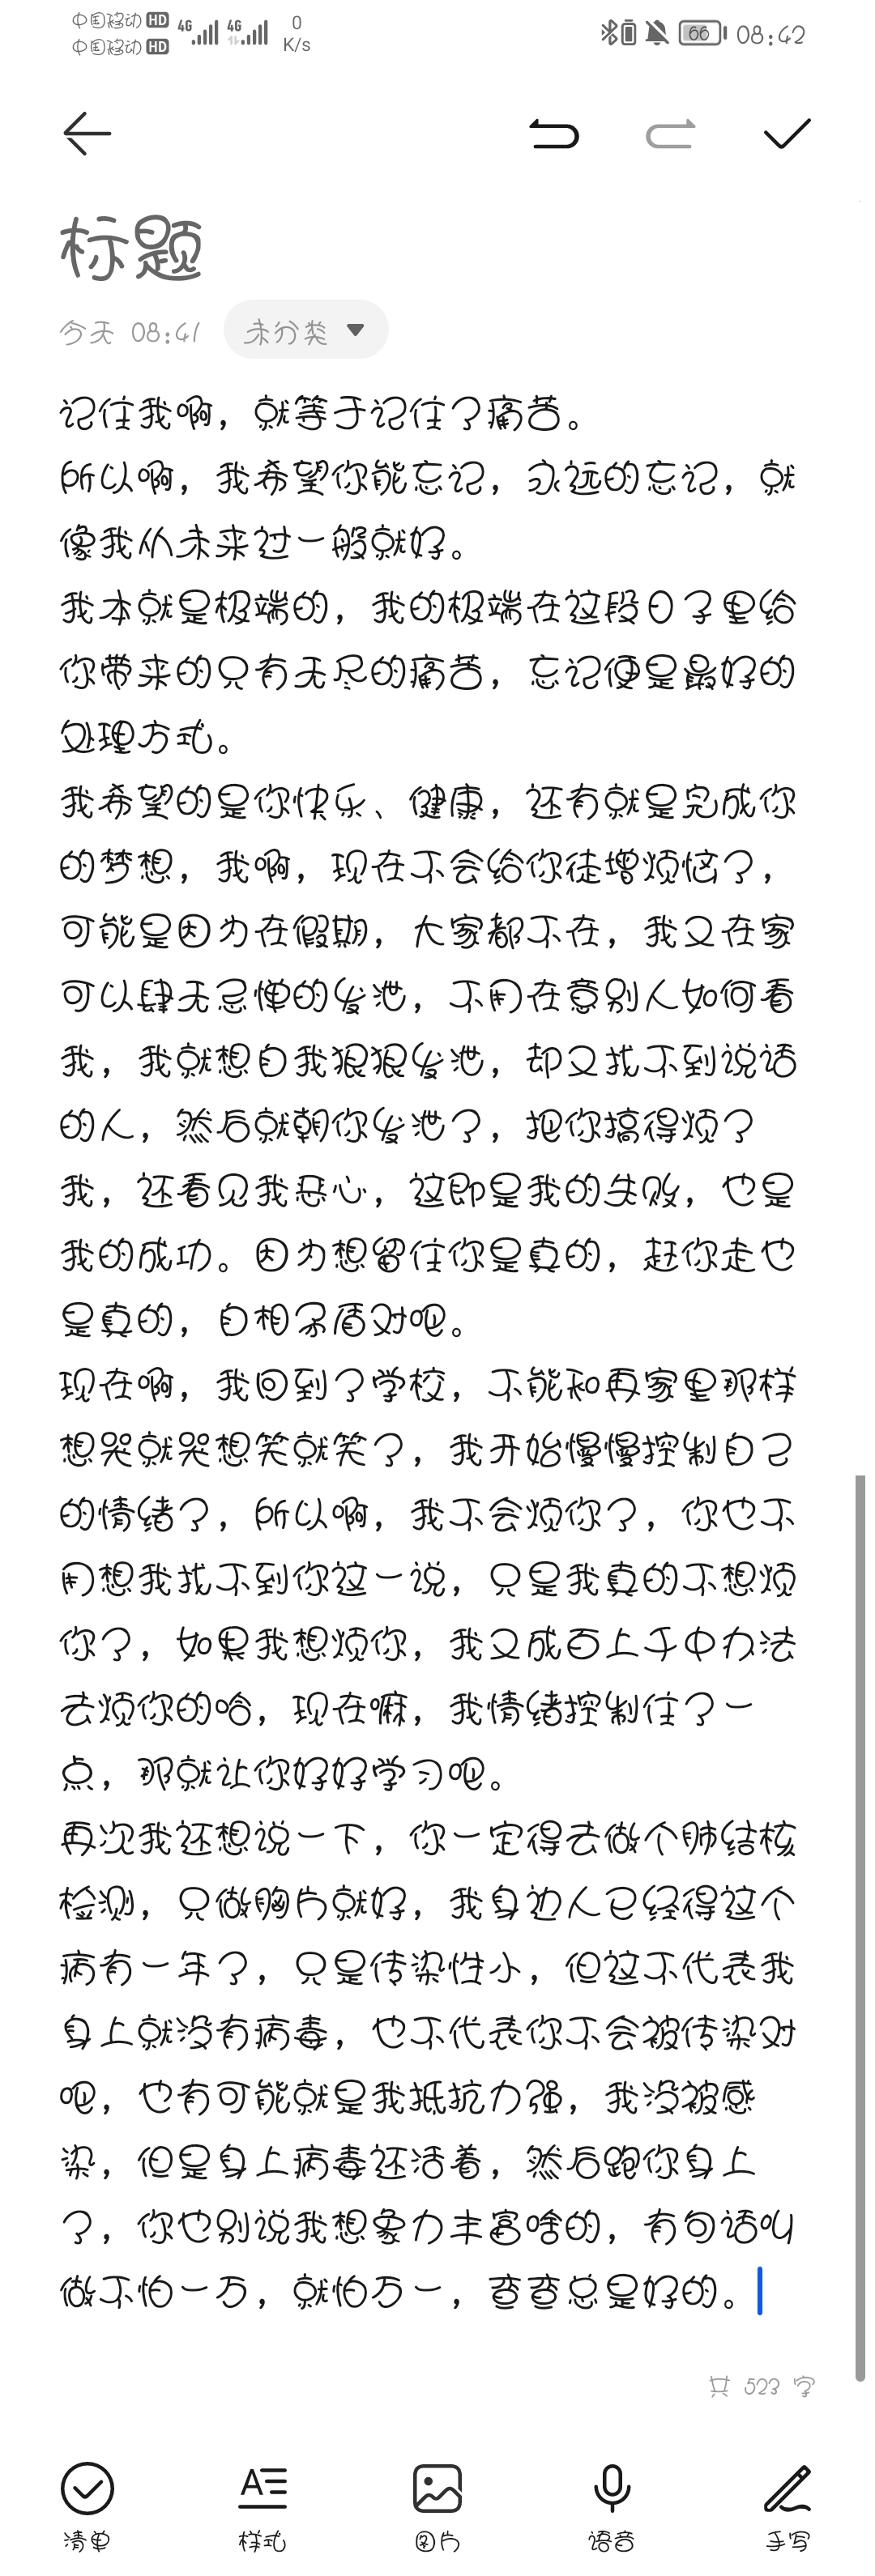 中国移动 HD 4G 4G 0 66 08:42
中国移动 HD K/s
标题
今天 08:41 未分类
记住我啊，就等于记住了痛苦。
所以啊，我希望你能忘记，永远的忘记，就
像我从未来过一般就好。
我本就是极端的，我的极端在这段日子里给
你带来的只有无尽的痛苦，忘记便是最好的
处理方式。
我希望的是你快乐、健康，还有就是完成你
的梦想，我啊，现在不会给你徒增烦恼了，
可能是因为在假期，大家都不在，我又在家
可以肆无忌惮的发泄，不用在意别人如何看
我，我就想自我狠狠发泄，却又找不到说话
的人，然后就朝你发泄了，把你搞得烦了
我，还看见我恶心，这即是我的失败，也是
我的成功。因为想留住你是真的，赶你走也
是真的，自相矛盾对吧。
现在啊，我回到了学校，不能和再家里那样
想哭就哭想笑就笑了，我开始慢慢控制自己
的情绪了，所以啊，我不会烦你了，你也不
用想我找不到你这一说，只是我真的不想烦
你了，如果我想烦你，我又成百上千中办法
去烦你的哈，现在嘛，我情绪控制住了一
点，那就让你好好学习吧。
再次我还想说一下，你一定得去做个肺结核
检测，只做胸片就好，我身边人已经得这个
病有一年了，只是传染性小，但这不代表我
身上就没有病毒，也不代表你不会被传染对
吧，也有可能就是我抵抗力强，我没被感
染，但是身上病毒还活着，然后跑你身上
了，你也别说我想象力丰富啥的，有句话叫
做不怕一万，就怕万一，查查总是好的。
共 523 字
清单 样式 图片 语音 手写